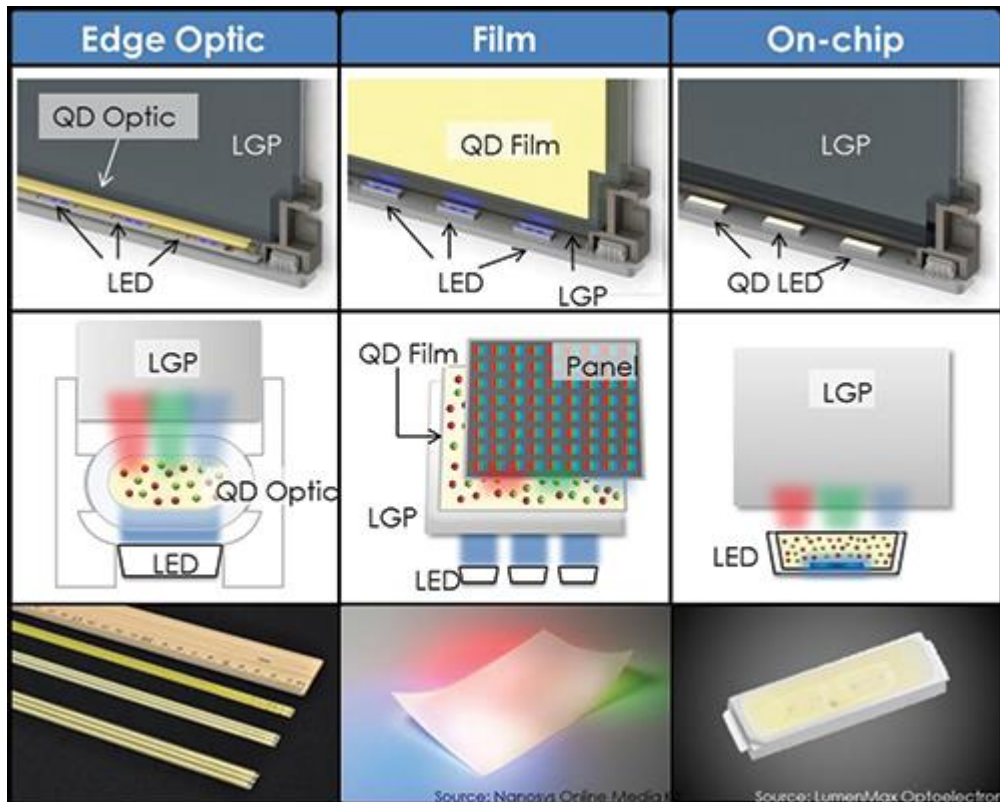 Edge Optic
Film
On-chip
QD Optic
LGP
LED
QD Film
LED
LGP
LGP
QD LED
LGP
QD Optic
LED
QD Film
Panel
LGP
LED
LGP
LED
Source: Nanosys Online Media
Source: LumenMax Optoelectron